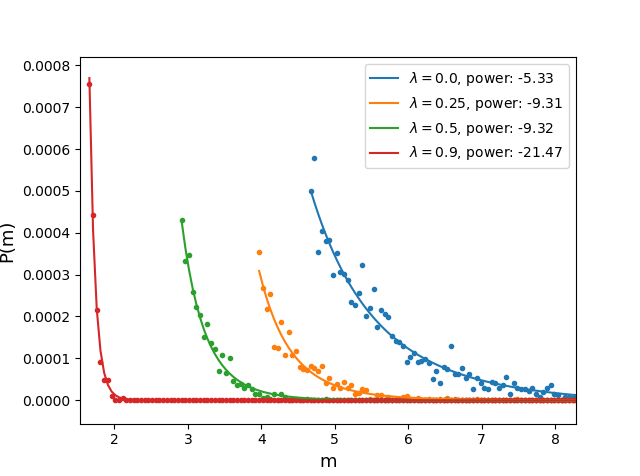 0.0008
0.0007
0.0006
0.0005
0.0004
0.0003
0.0002
0.0001
0.0000
P(m)
λ = 0.0, power: -5.33
λ = 0.25, power: -9.31
λ = 0.5, power: -9.32
λ = 0.9, power: -21.47
2 3 4 5 6 7 8
m